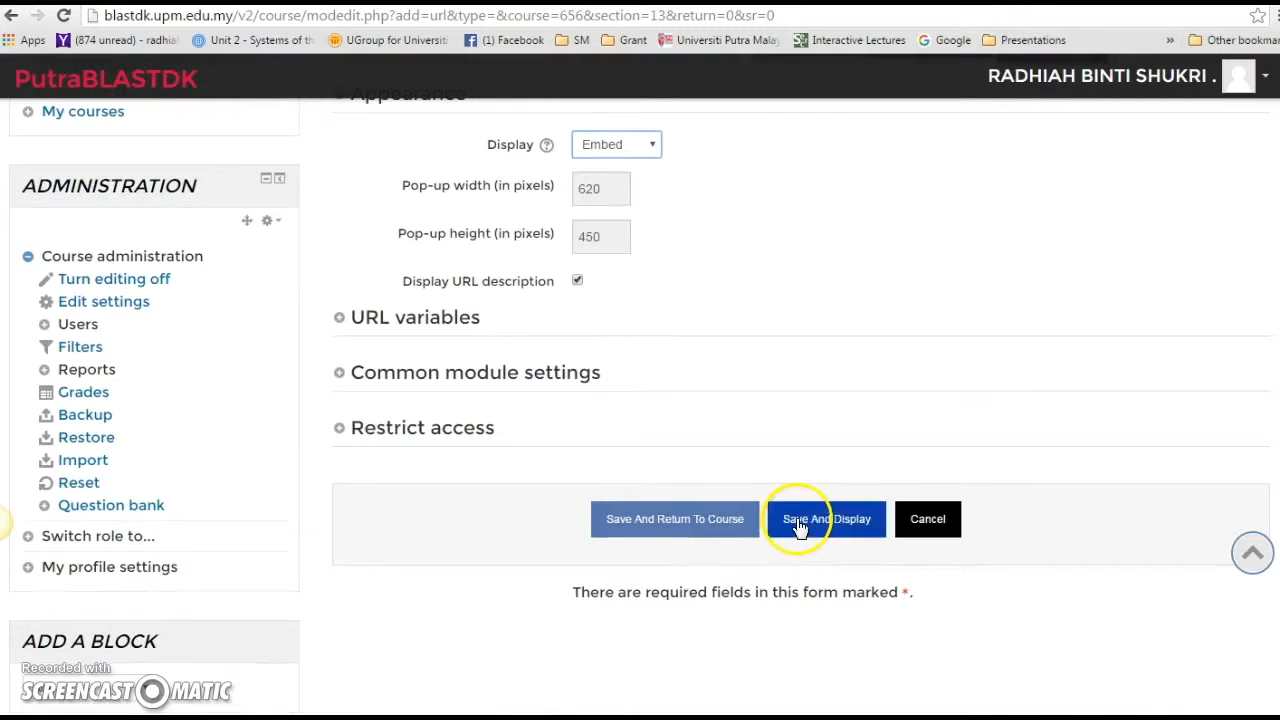 blastdk.upm.edu.my/v2/course/modedit.php?add=url&type=&course=656&section=13&return=0&sr=0
Apps (874 unread) - radhia Unit 2 - Systems of th UGroup for Universiti (1) Facebook SM Grant Universiti Putra Malay Interactive Lectures Google Presentations » Other bookmar
PutraBLASTDK
RADHIAH BINTI SHUKRI .
My courses
ADMINISTRATION
Course administration
Turn editing off
Edit settings
Users
Filters
Reports
Grades
Backup
Restore
Import
Reset
Question bank
Switch role to...
My profile settings
ADD A BLOCK
Appearance
Display Embed
Pop-up width (in pixels) 620
Pop-up height (in pixels) 450
Display URL description
URL variables
Common module settings
Restrict access
Save And Return To Course Save And Display Cancel
There are required fields in this form marked *.
Recorded with
SCREENCAST MATIC